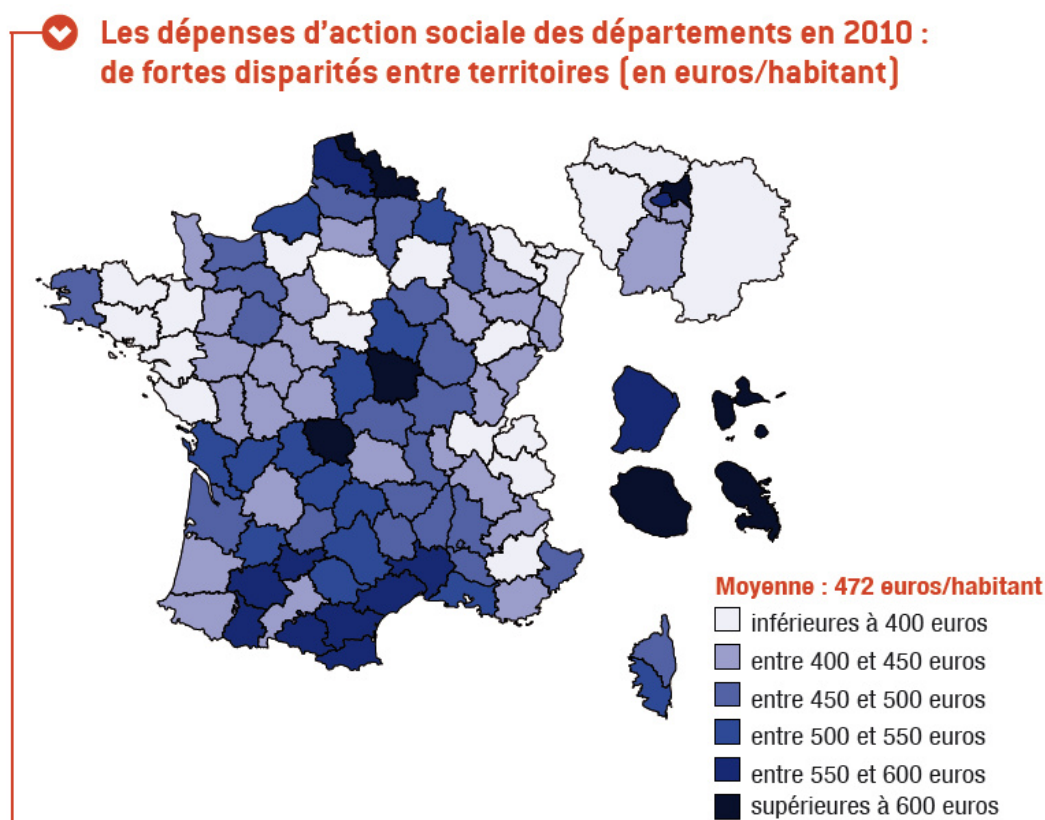 Les dépenses d'action sociale des départements en 2010 :
de fortes disparités entre territoires (en euros/habitant)
Moyenne : 472 euros/habitant
inférieures à 400 euros
entre 400 et 450 euros
entre 450 et 500 euros
entre 500 et 550 euros
entre 550 et 600 euros
supérieures à 600 euros